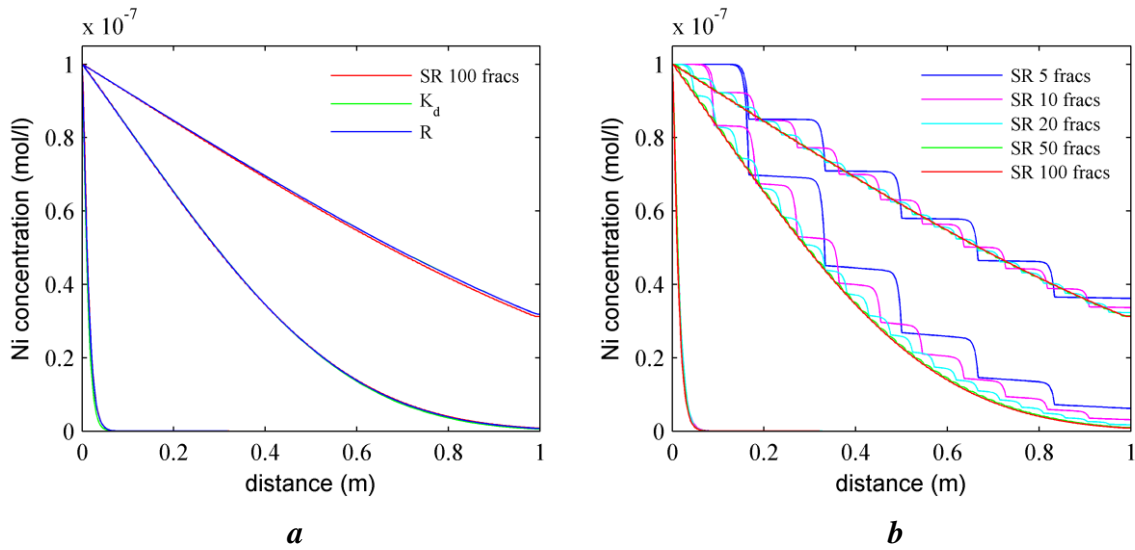 x 10⁻⁷
Ni concentration (mol/l)
1
0.8
0.6
0.4
0.2
0
0 0.2 0.4 0.6 0.8 1
distance (m)
SR 100 fracs
K_d
R
a
x 10⁻⁷
Ni concentration (mol/l)
1
0.8
0.6
0.4
0.2
0
0 0.2 0.4 0.6 0.8 1
distance (m)
SR 5 fracs
SR 10 fracs
SR 20 fracs
SR 50 fracs
SR 100 fracs
b